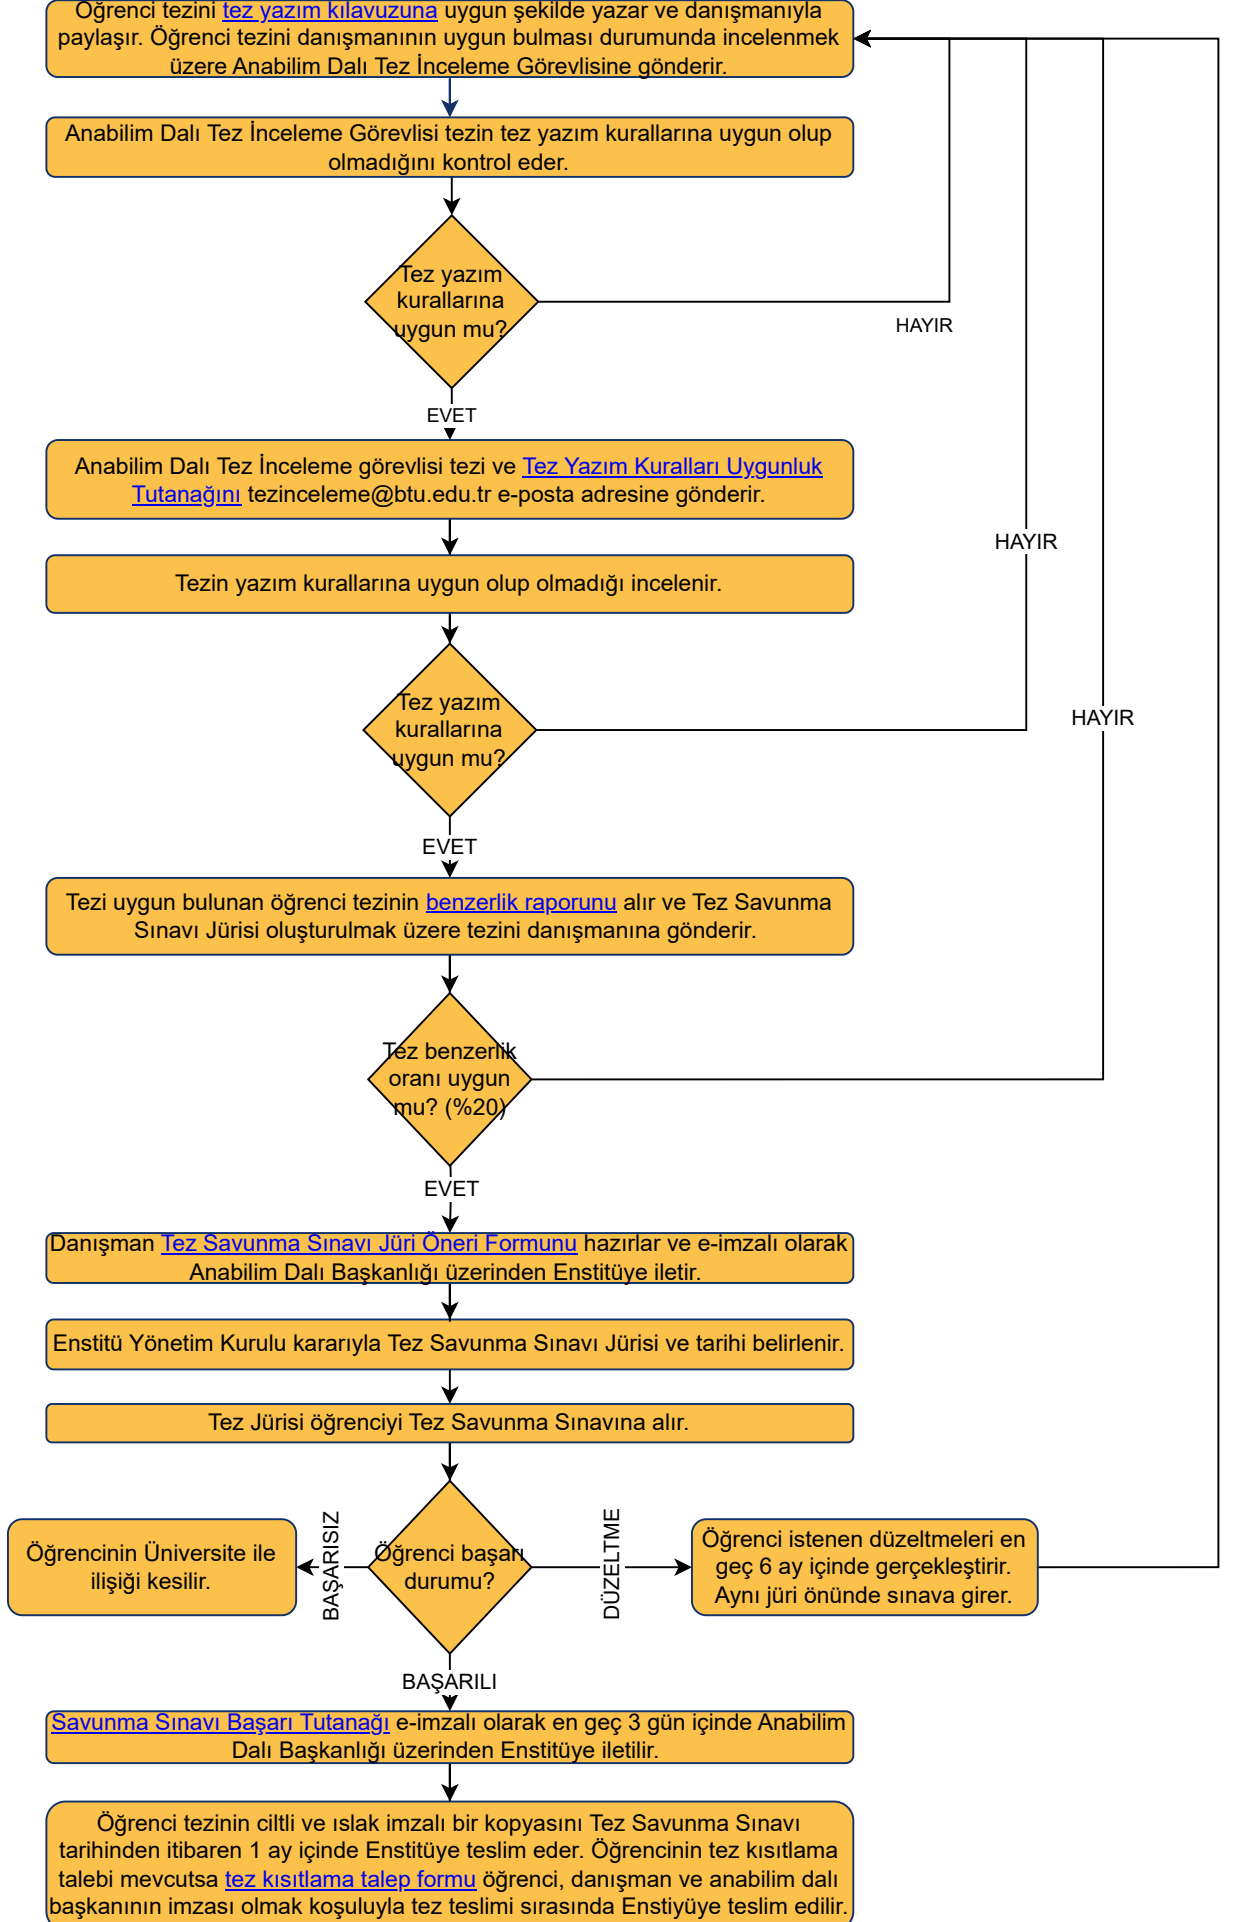 Öğrenci tezini tez yazım kılavuzuna uygun şekilde yazar ve danışmanıyla
paylaşır. Öğrenci tezini danışmanının uygun bulması durumunda incelenmek
üzere Anabilim Dalı Tez İnceleme Görevlisine gönderir.
Anabilim Dalı Tez İnceleme Görevlisi tezin tez yazım kurallarına uygun olup
olmadığını kontrol eder.
Tez yazım
kurallarına
uygun mu?
HAYIR
EVET
Anabilim Dalı Tez İnceleme görevlisi tezi ve Tez Yazım Kuralları Uygunluk
Tutanağını tezinceleme@btu.edu.tr e-posta adresine gönderir.
HAYIR
Tezin yazım kurallarına uygun olup olmadığı incelenir.
Tez yazım
kurallarına
uygun mu?
HAYIR
EVET
Tezi uygun bulunan öğrenci tezinin benzerlik raporunu alır ve Tez Savunma
Sınavı Jürisi oluşturulmak üzere tezini danışmanına gönderir.
Tez benzerlik
oranı uygun
mu? (%20)
EVET
Danışman Tez Savunma Sınavı Jüri Öneri Formunu hazırlar ve e-imzalı olarak
Anabilim Dalı Başkanlığı üzerinden Enstitüye iletir.
Enstitü Yönetim Kurulu kararıyla Tez Savunma Sınavı Jürisi ve tarihi belirlenir.
Tez Jürisi öğrenciyi Tez Savunma Sınavına alır.
Öğrencinin Üniversite ile
ilişiği kesilir.
BAŞARISIZ
Öğrenci başarı
durumu?
DÜZELTME
Öğrenci istenen düzeltmeleri en
geç 6 ay içinde gerçekleştirir.
Aynı jüri önünde sınava girer.
BAŞARILI
Savunma Sınavı Başarı Tutanağı e-imzalı olarak en geç 3 gün içinde Anabilim
Dalı Başkanlığı üzerinden Enstitüye iletilir.
Öğrenci tezinin ciltli ve ıslak imzalı bir kopyasını Tez Savunma Sınavı
tarihinden itibaren 1 ay içinde Enstitüye teslim eder. Öğrencinin tez kısıtlama
talebi mevcutsa tez kısıtlama talep formu öğrenci, danışman ve anabilim dalı
başkanının imzası olmak koşuluyla tez teslimi sırasında Enstiyüye teslim edilir.